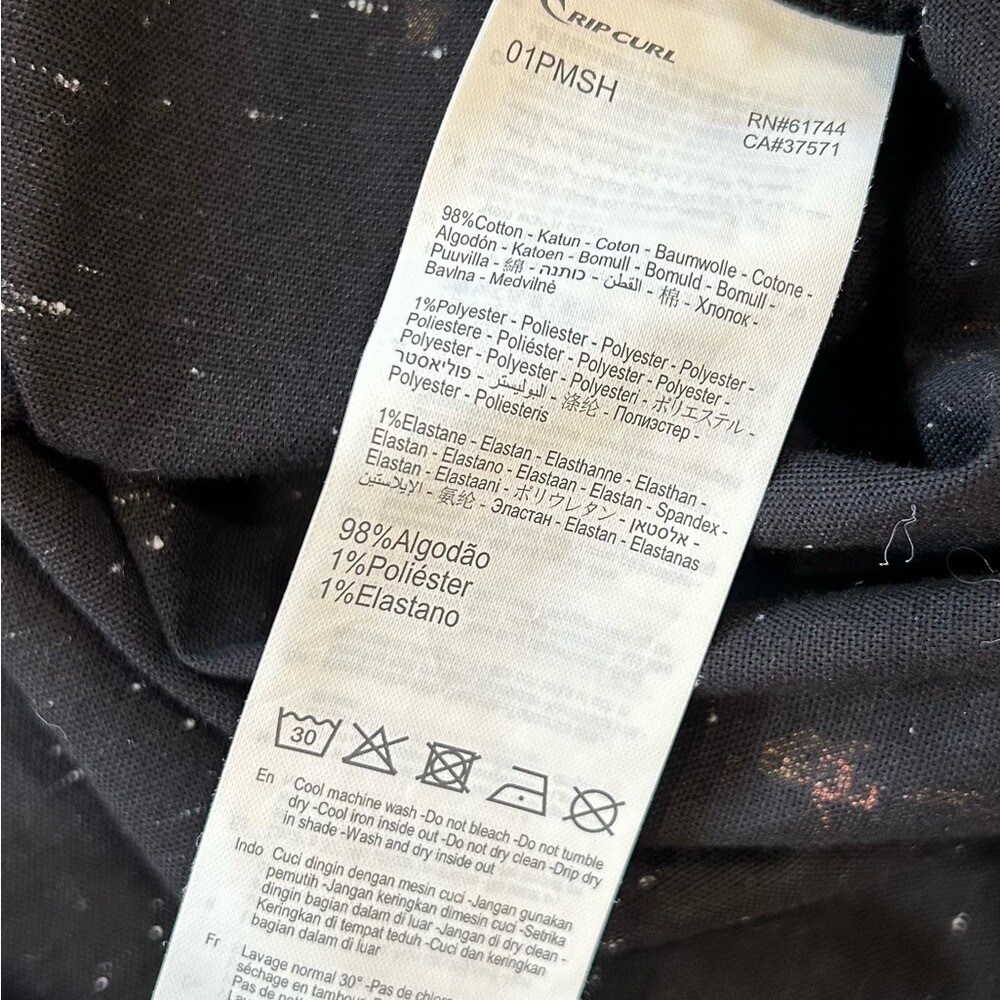 RIP CURL
01PMSH
RN#61744
CA#37571
98%Cotton - Katun - Coton - Baumwolle - Cotone -
Algodón - Katoen - Bomull - Bomuld - Bomull -
Puuvilla - 綿 - כותנה - القطن - 棉 - Хлопок -
Bavlna - Medvilnė
1%Polyester - Poliester - Polyester - Polyester -
Poliestere - Poliéster - Polyester - Polyester -
Polyester - Polyester - Polyesteri - ポリエステル -
פוליאסטר - البوليستر - 涤纶 - Полиэстер -
Polyester - Poliesteris
1%Elastane - Elastan - Elasthanne - Elasthan -
Elastan - Elastano - Elastaan - Elastan - Spandex -
Elastan - Elastaani - ポリウレタン - אלסטאן -
الإيلاستين - 氨纶 - Эластан - Elastan - Elastanas
98%Algodão
1%Poliéster
1%Elastano
30
En Cool machine wash -Do not bleach -Do not tumble
dry -Cool iron inside out -Do not dry clean -Drip dry
in shade -Wash and dry inside out
Indo Cuci dingin dengan mesin cuci -Jangan gunakan
pemutih -Jangan keringkan dimesin cuci -Setrika
dingin bagian dalam di luar -Jangan di dry clean -
Keringkan di tempat teduh -Cuci dan keringkan
bagian dalam di luar
Fr Lavage normal 30° -Pas de
séchage en
Pas de